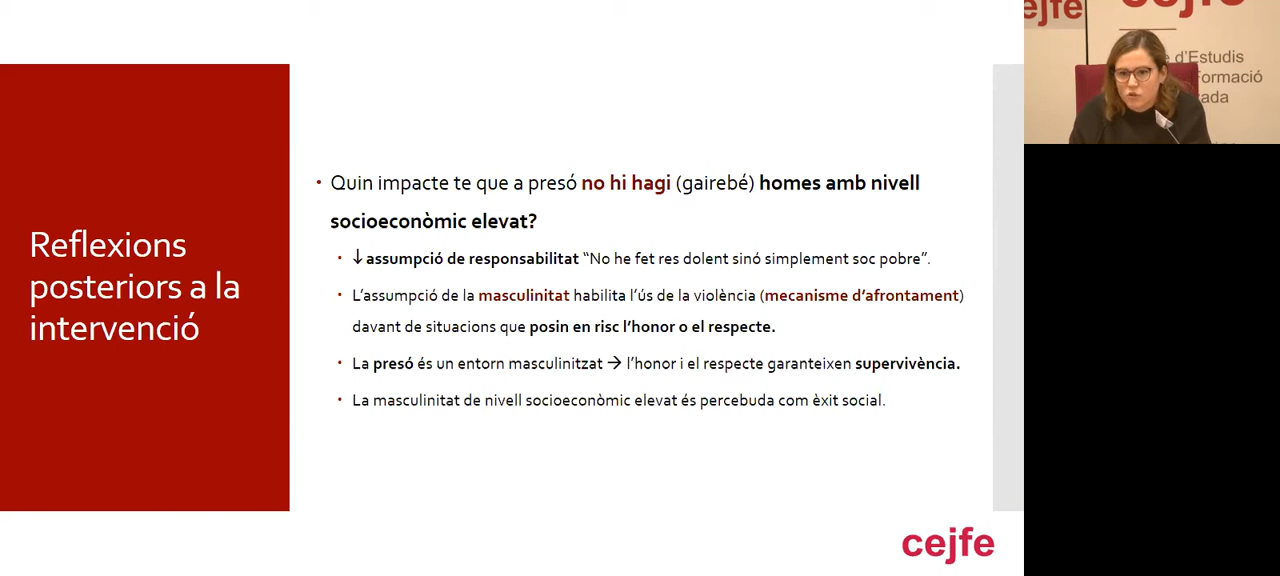 Reflexions
posteriors a la
intervenció
• Quin impacte te que a presó no hi hagi (gairebé) homes amb nivell
socioeconòmic elevat?
• ↓ assumpció de responsabilitat “No he fet res dolent sinó simplement soc pobre”.
• L’assumpció de la masculinitat habilita l’ús de la violència (mecanisme d’afrontament)
davant de situacions que posin en risc l’honor o el respecte.
• La presó és un entorn masculinitzat → l’honor i el respecte garanteixen supervivència.
• La masculinitat de nivell socioeconòmic elevat és percebuda com èxit social.
cejfe
cejfe
cejfe
d’Estudis
Formació